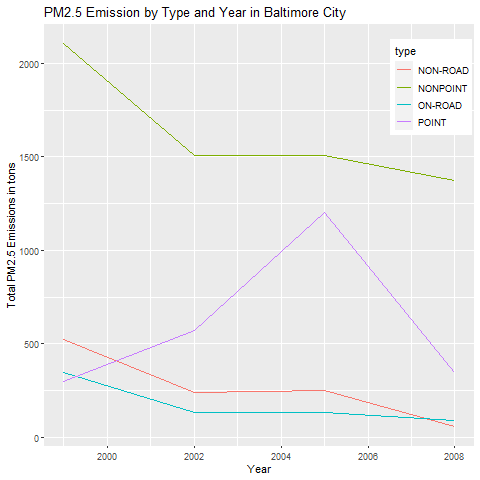 PM2.5 Emission by Type and Year in Baltimore City
Total PM2.5 Emissions in tons
2000
1500
1000
500
0
type
NON-ROAD
NONPOINT
ON-ROAD
POINT
2000 2002 2004 2006 2008
Year